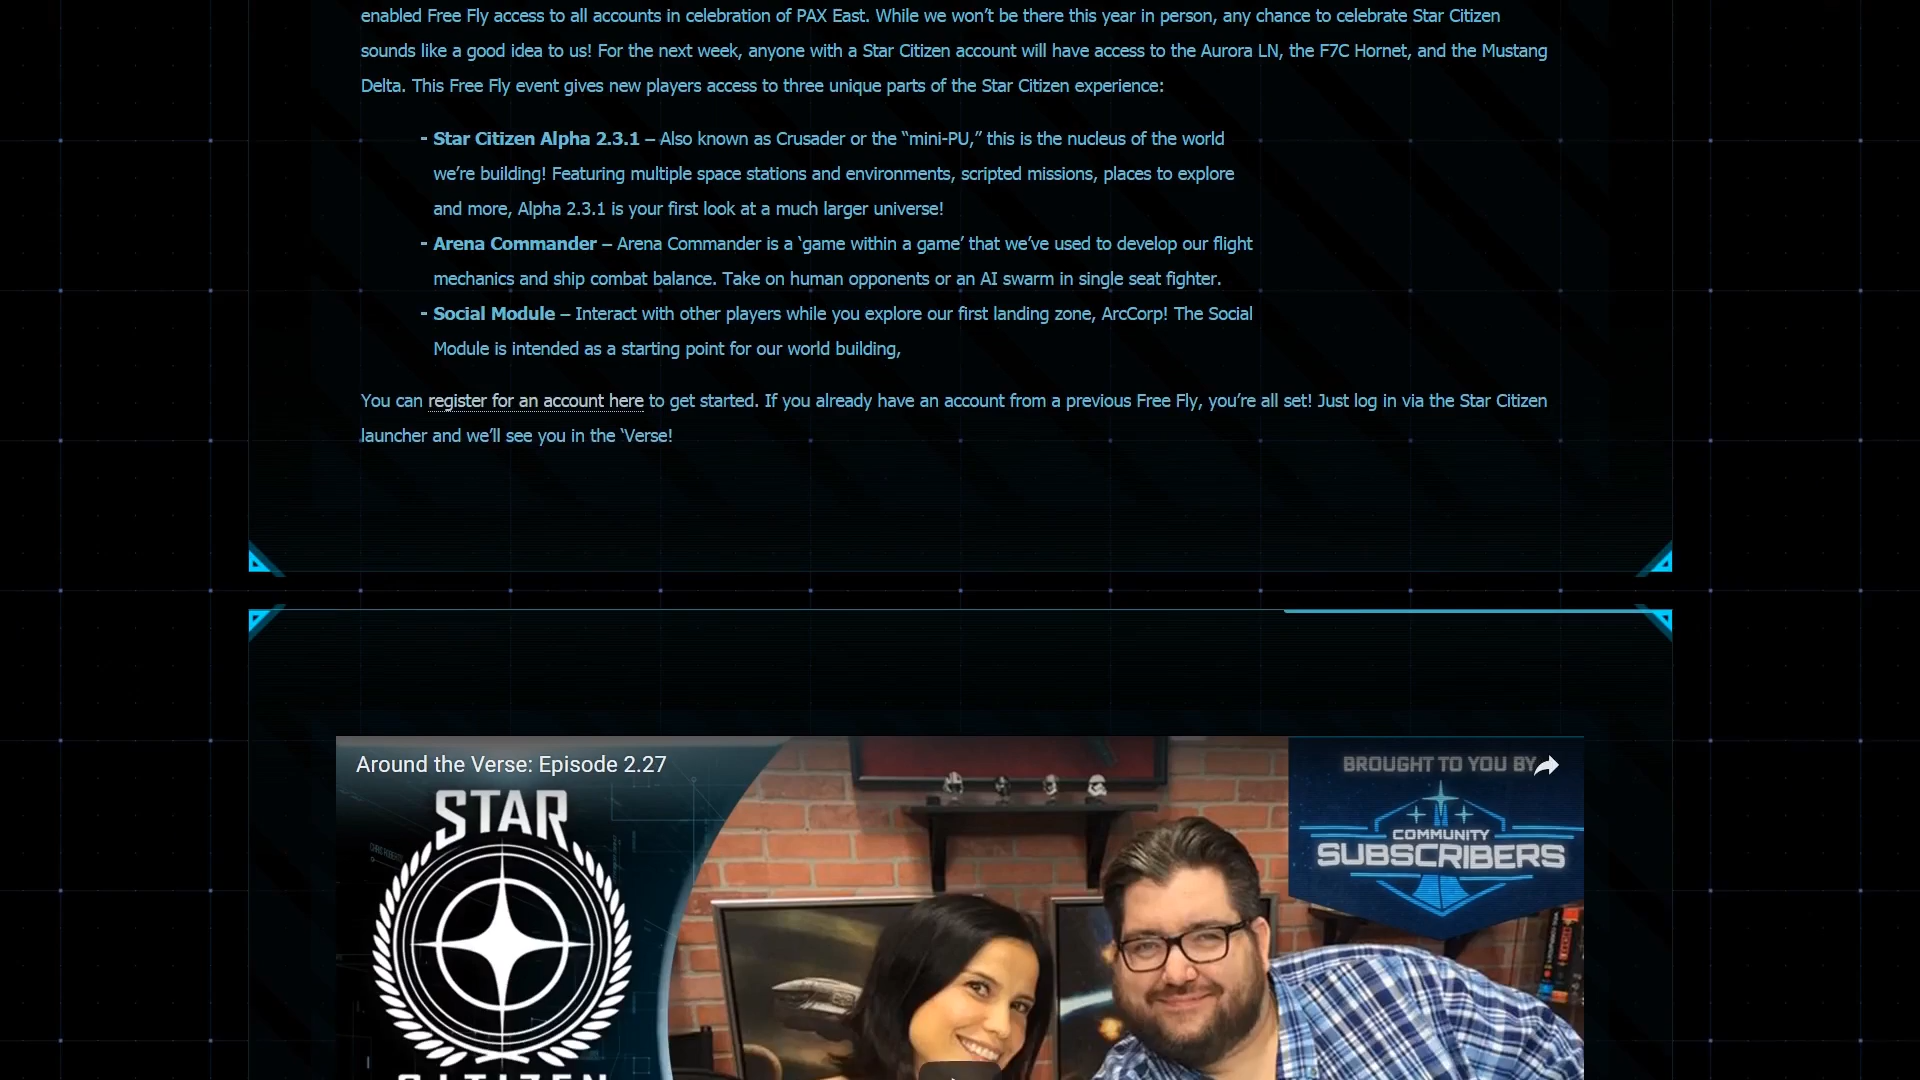 enabled Free Fly access to all accounts in celebration of PAX East. While we won’t be there this year in person, any chance to celebrate Star Citizen
sounds like a good idea to us! For the next week, anyone with a Star Citizen account will have access to the Aurora LN, the F7C Hornet, and the Mustang
Delta. This Free Fly event gives new players access to three unique parts of the Star Citizen experience:
- Star Citizen Alpha 2.3.1 – Also known as Crusader or the “mini-PU,” this is the nucleus of the world
we’re building! Featuring multiple space stations and environments, scripted missions, places to explore
and more, Alpha 2.3.1 is your first look at a much larger universe!
- Arena Commander – Arena Commander is a ‘game within a game’ that we’ve used to develop our flight
mechanics and ship combat balance. Take on human opponents or an AI swarm in single seat fighter.
- Social Module – Interact with other players while you explore our first landing zone, ArcCorp! The Social
Module is intended as a starting point for our world building,
You can register for an account here to get started. If you already have an account from a previous Free Fly, you’re all set! Just log in via the Star Citizen
launcher and we’ll see you in the ‘Verse!
Around the Verse: Episode 2.27
STAR
CITIZEN
BROUGHT TO YOU BY
COMMUNITY
SUBSCRIBERS